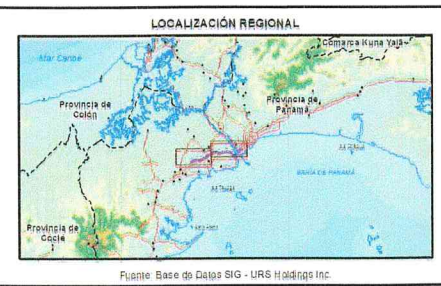 LOCALIZACIÓN REGIONAL
Comarca Kuna Yala
Mar Caribe
Provincia de
Colón
Provincia de
Panamá
BAHÍA DE PANAMÁ
Provincia de
Coclé
Fuente: Base de Datos SIG - URS Holdings Inc.